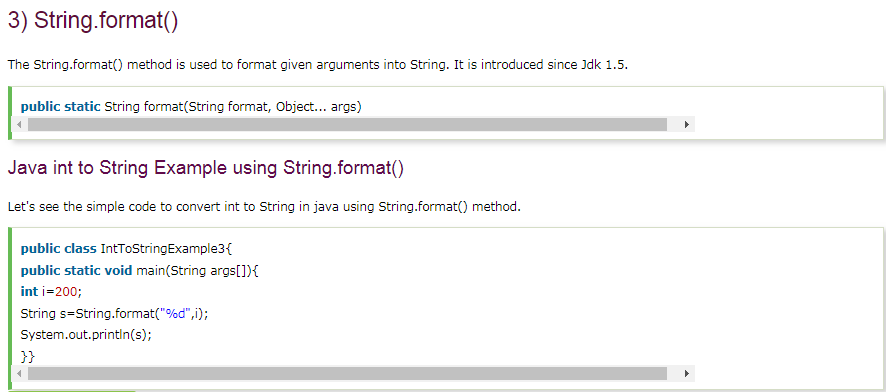 3) String.format()
The String.format() method is used to format given arguments into String. It is introduced since Jdk 1.5.
public static String format(String format, Object... args)
Java int to String Example using String.format()
Let's see the simple code to convert int to String in java using String.format() method.
public class IntToStringExample3{
public static void main(String args[]){
int i=200;
String s=String.format("%d",i);
System.out.println(s);
}}